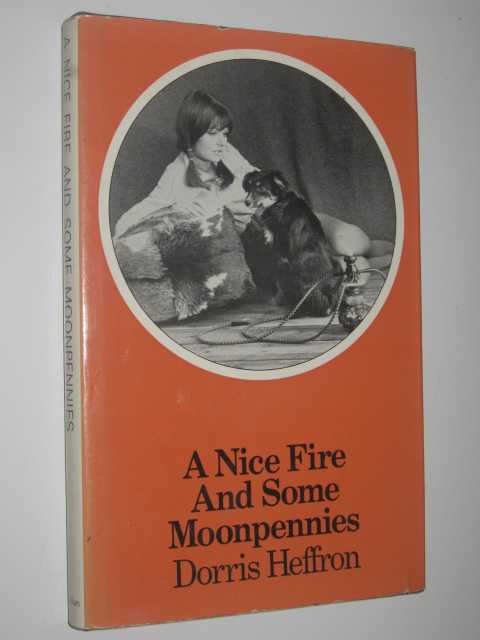 A NICE FIRE AND SOME MOONPENNIES
A Nice Fire
And Some
Moonpennies
Dorris Heffron